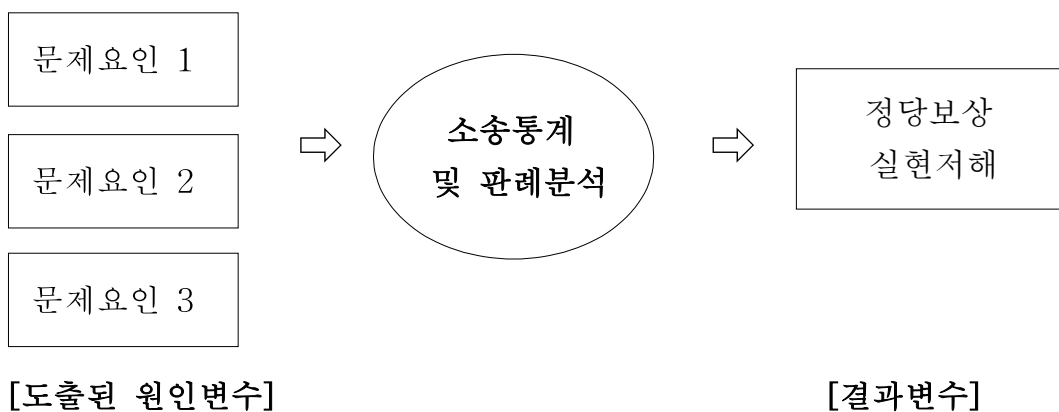 문제요인 1
문제요인 2
문제요인 3
[도출된 원인변수]
소송통계
및 판례분석
정당보상
실현저해
[결과변수]